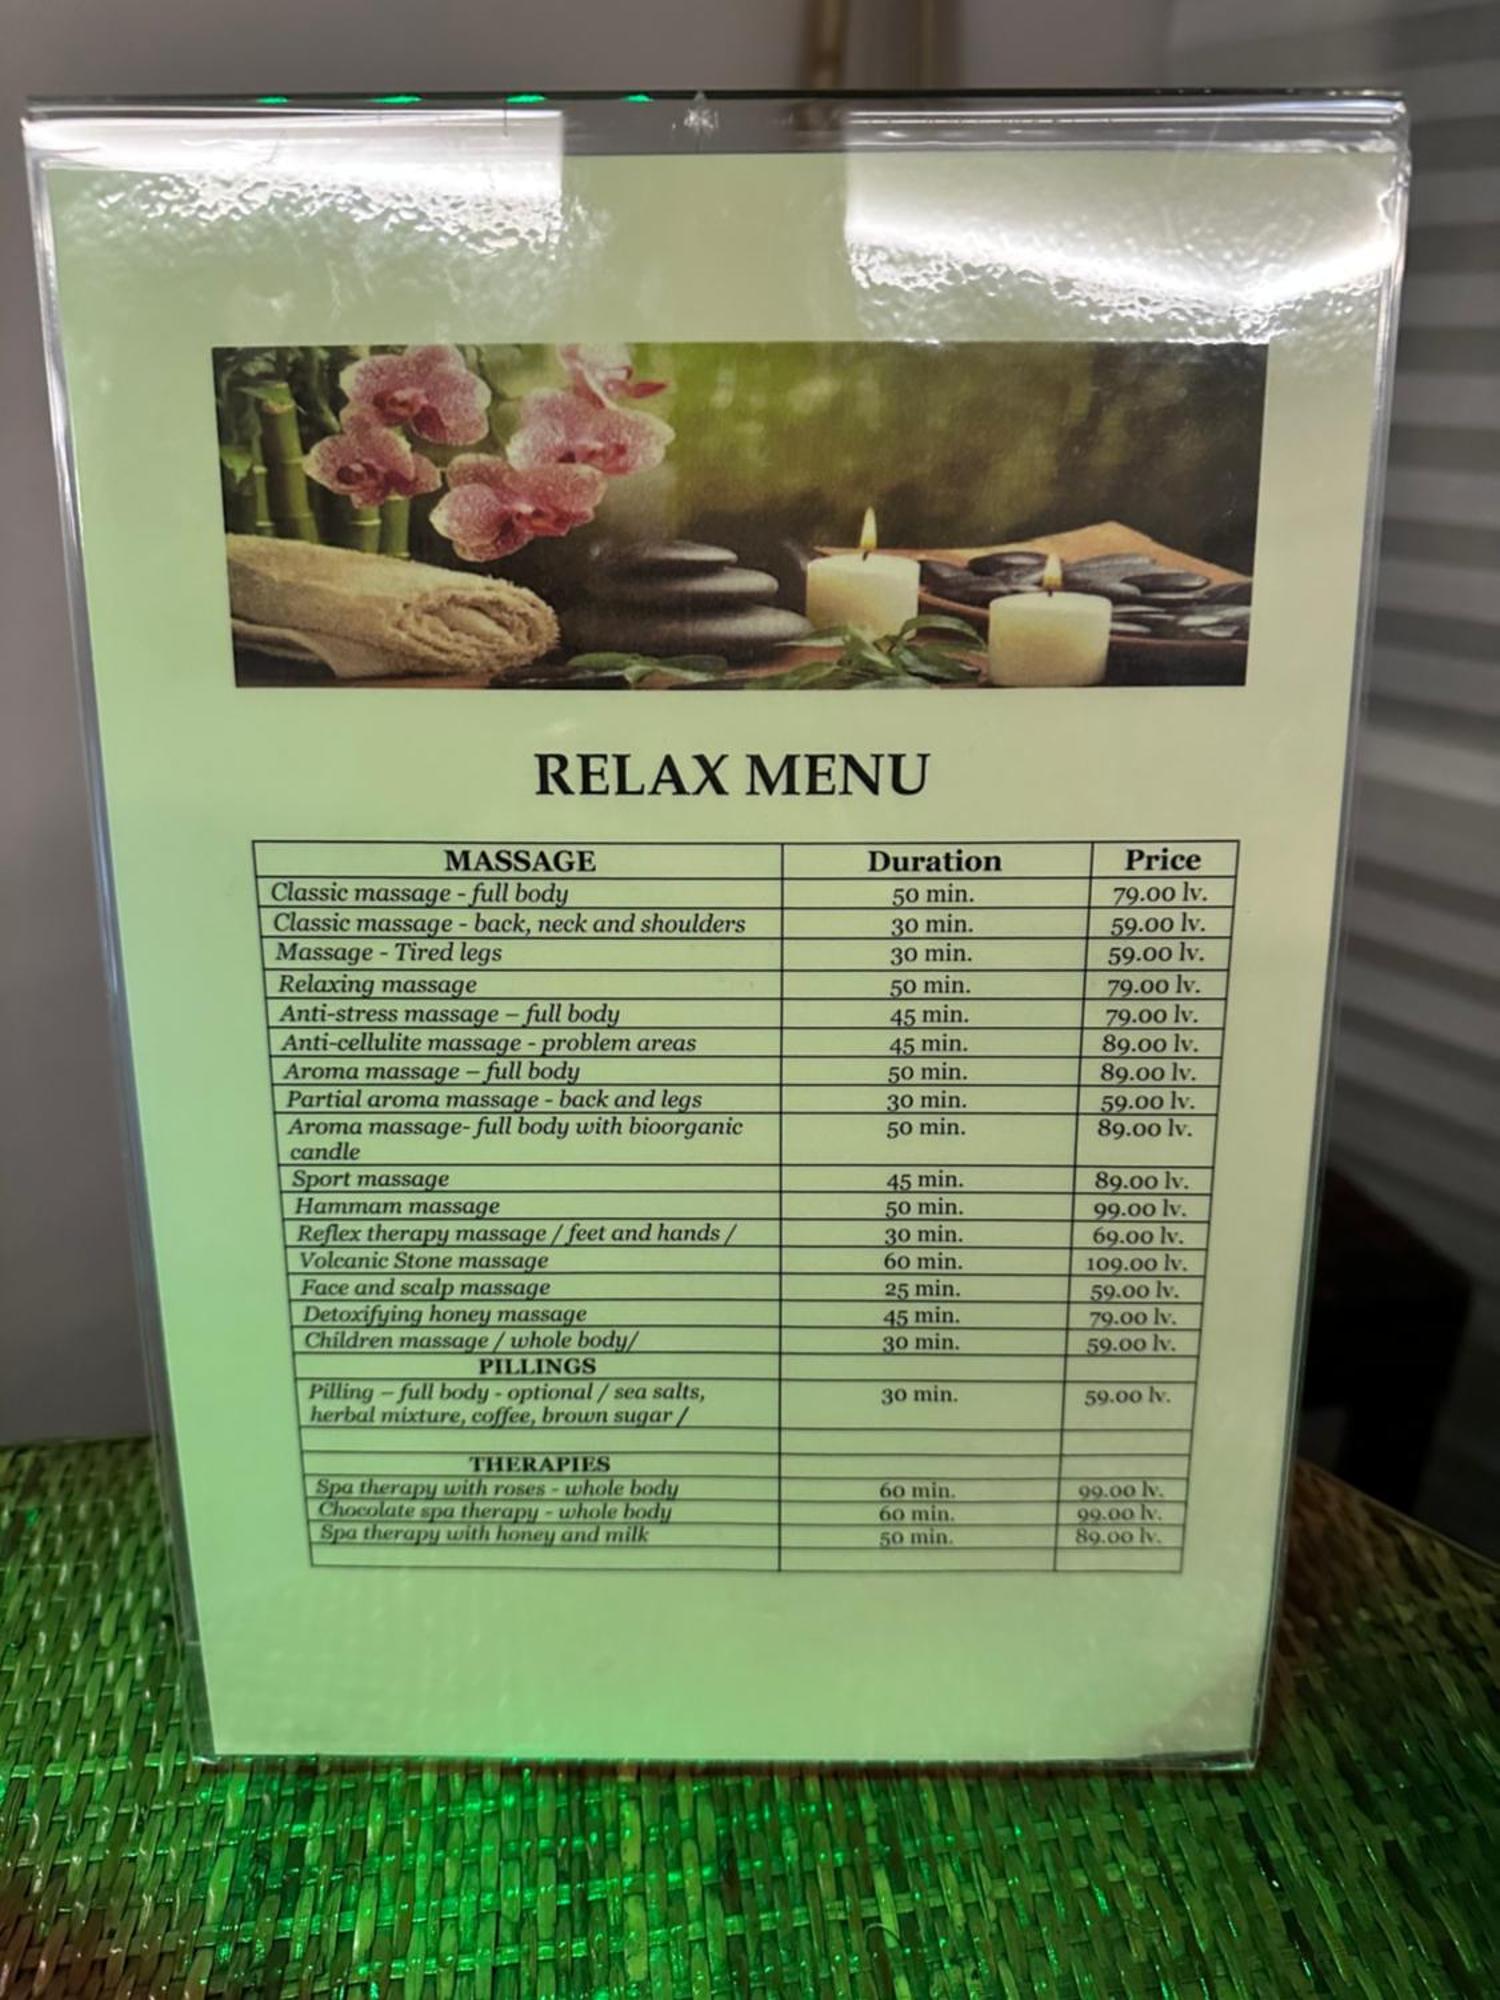 RELAX MENU
MASSAGE Duration Price
Classic massage - full body 50 min. 79.00 lv.
Classic massage - back, neck and shoulders 30 min. 59.00 lv.
Massage - Tired legs 30 min. 59.00 lv.
Relaxing massage 50 min. 79.00 lv.
Anti-stress massage – full body 45 min. 79.00 lv.
Anti-cellulite massage - problem areas 45 min. 89.00 lv.
Aroma massage – full body 50 min. 89.00 lv.
Partial aroma massage - back and legs 30 min. 59.00 lv.
Aroma massage- full body with bioorganic 50 min. 89.00 lv.
candle
Sport massage 45 min. 89.00 lv.
Hammam massage 50 min. 99.00 lv.
Reflex therapy massage / feet and hands / 30 min. 69.00 lv.
Volcanic Stone massage 60 min. 109.00 lv.
Face and scalp massage 25 min. 59.00 lv.
Detoxifying honey massage 45 min. 79.00 lv.
Children massage / whole body/ 30 min. 59.00 lv.
PILLINGS
Pilling – full body - optional / sea salts, 30 min. 59.00 lv.
herbal mixture, coffee, brown sugar /
THERAPIES
Spa therapy with roses - whole body 60 min. 99.00 lv.
Chocolate spa therapy - whole body 60 min. 99.00 lv.
Spa therapy with honey and milk 50 min. 89.00 lv.